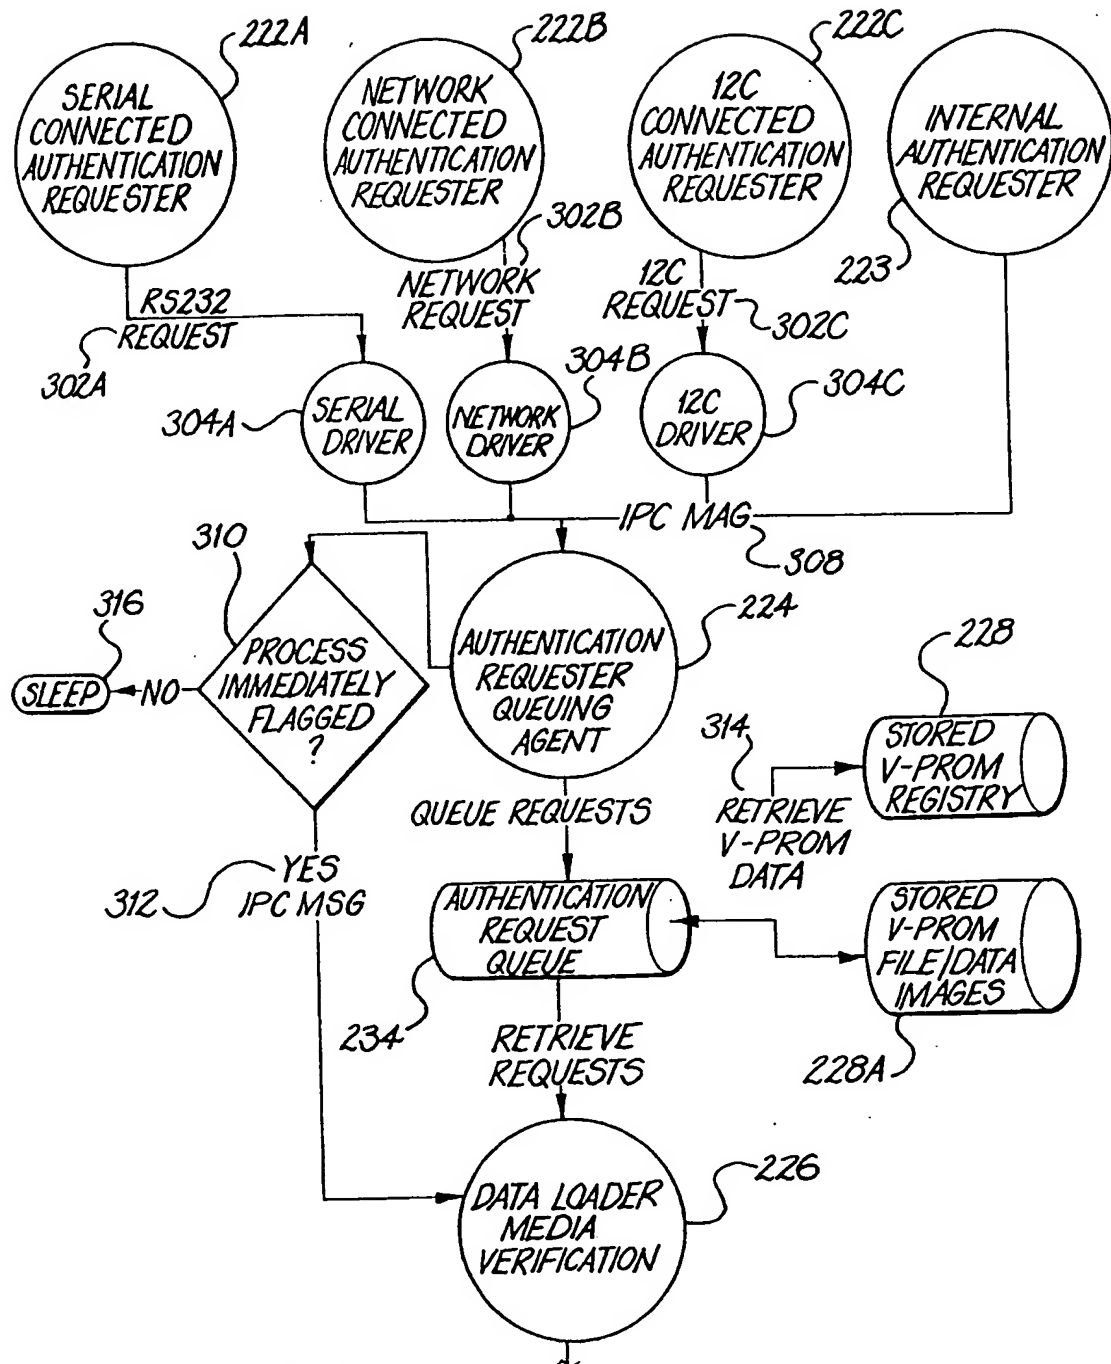 222A
SERIAL
CONNECTED
AUTHENTICATION
REQUESTER
222B
NETWORK
CONNECTED
AUTHENTICATION
REQUESTER
222C
12C
CONNECTED
AUTHENTICATION
REQUESTER
INTERNAL
AUTHENTICATION
REQUESTER
223
RS232
REQUEST
302A
302B
NETWORK
REQUEST
12C
REQUEST
302C
304A
SERIAL
DRIVER
304B
NETWORK
DRIVER
304C
12C
DRIVER
IPC MAG
308
310
316
SLEEP
NO
PROCESS
IMMEDIATELY
FLAGGED
?
224
AUTHENTICATION
REQUESTER
QUEUING
AGENT
228
STORED
V-PROM
REGISTRY
314
RETRIEVE
V-PROM
DATA
QUEUE REQUESTS
312
YES
IPC MSG
AUTHENTICATION
REQUEST
QUEUE
234
STORED
V-PROM
FILE/DATA
IMAGES
228A
RETRIEVE
REQUESTS
226
DATA LOADER
MEDIA
VERIFICATION